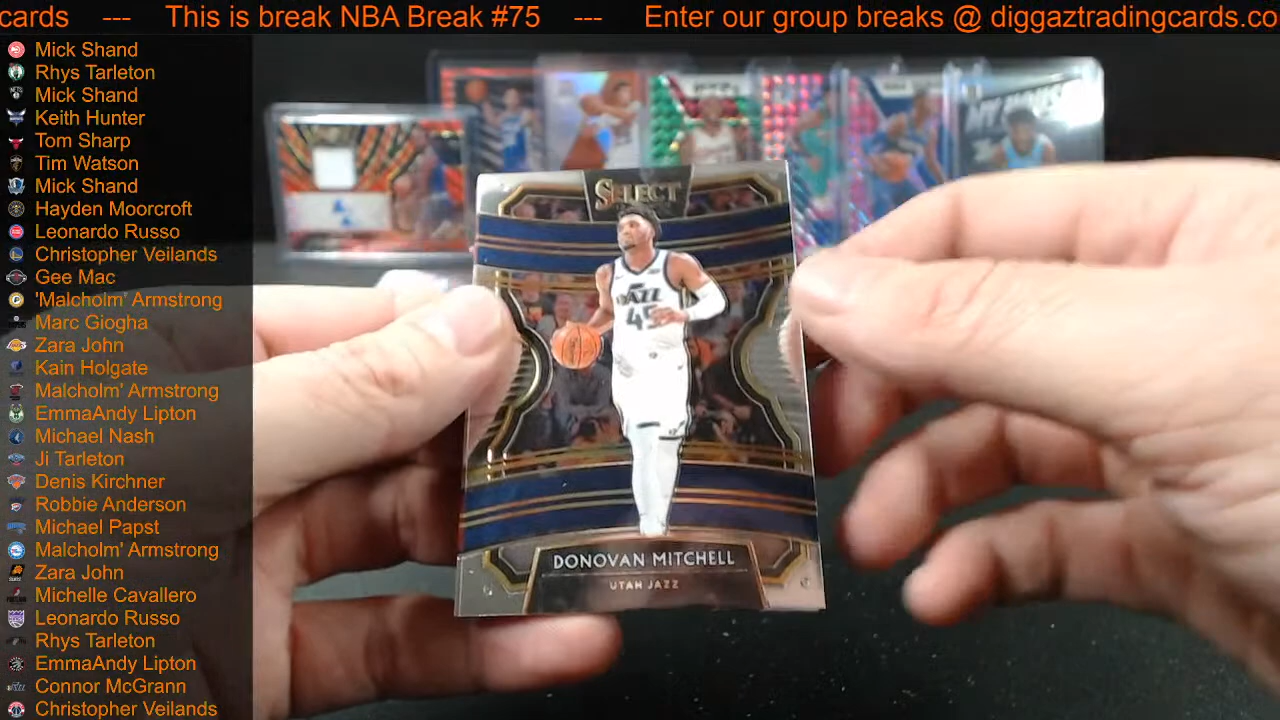 cards --- This is break NBA Break #75 --- Enter our group breaks @ diggaztradingcards.co
Mick Shand
Rhys Tarleton
Mick Shand
Keith Hunter
Tom Sharp
Tim Watson
Mick Shand
Hayden Moorcroft
Leonardo Russo
Christopher Veilands
Gee Mac
'Malcholm' Armstrong
Marc Giogha
Zara John
Kain Holgate
Malcholm' Armstrong
EmmaAndy Lipton
Michael Nash
Ji Tarleton
Denis Kirchner
Robbie Anderson
Michael Papst
Malcholm' Armstrong
Zara John
Michelle Cavallero
Leonardo Russo
Rhys Tarleton
EmmaAndy Lipton
Connor McGrann
Christopher Veilands
SELECT
JAZZ
45
DONOVAN MITCHELL
UTAH JAZZ